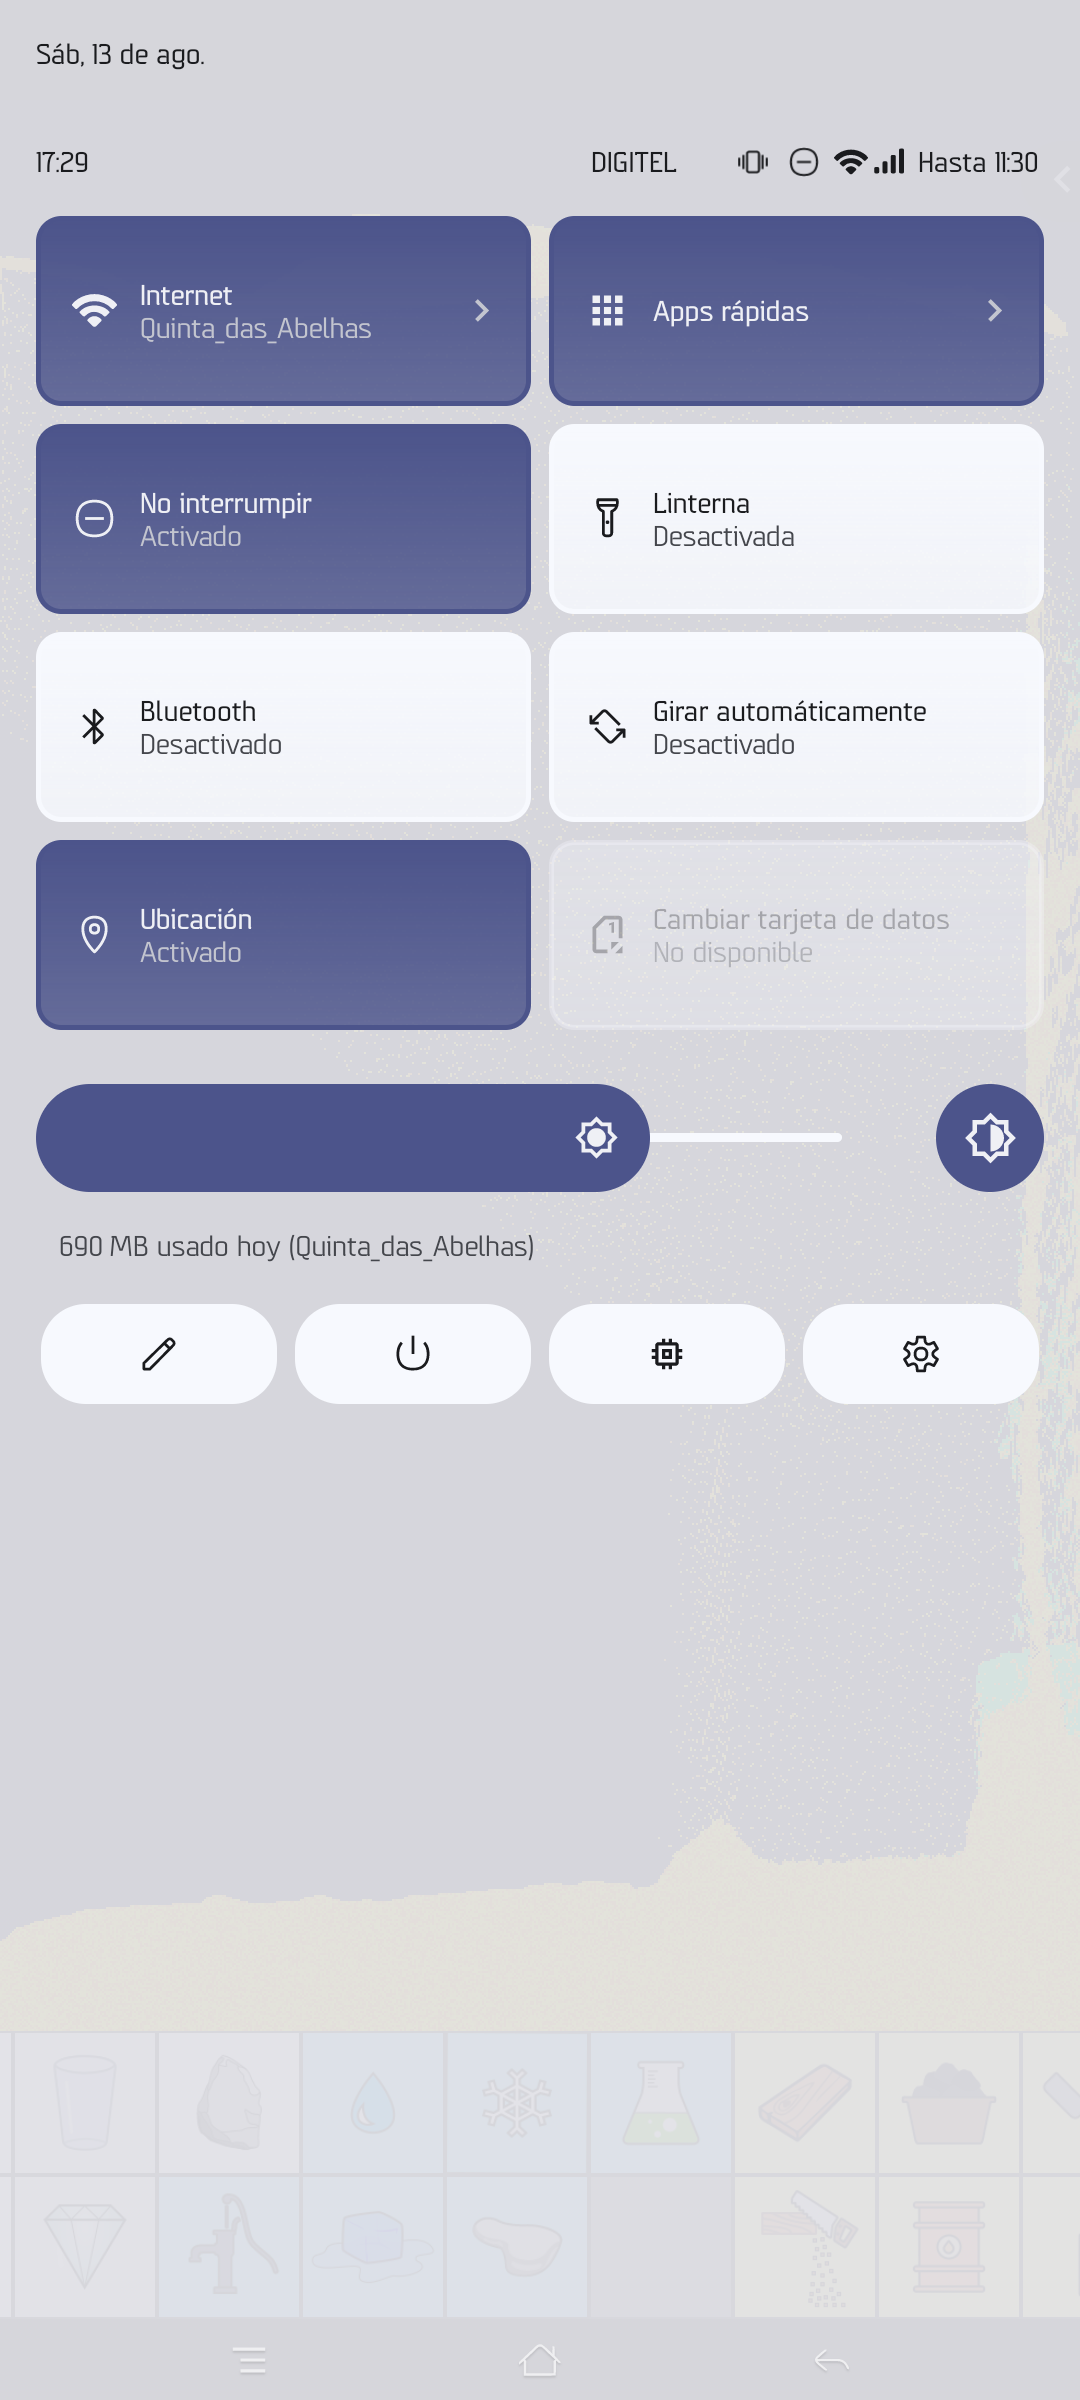 Sáb, 13 de ago.
17:29 DIGITEL Hasta 11:30
Internet
Quinta_das_Abelhas
Apps rápidas
No interrumpir
Activado
Linterna
Desactivada
Bluetooth
Desactivado
Girar automáticamente
Desactivado
Ubicación
Activado
1
Cambiar tarjeta de datos
No disponible
690 MB usado hoy (Quinta_das_Abelhas)